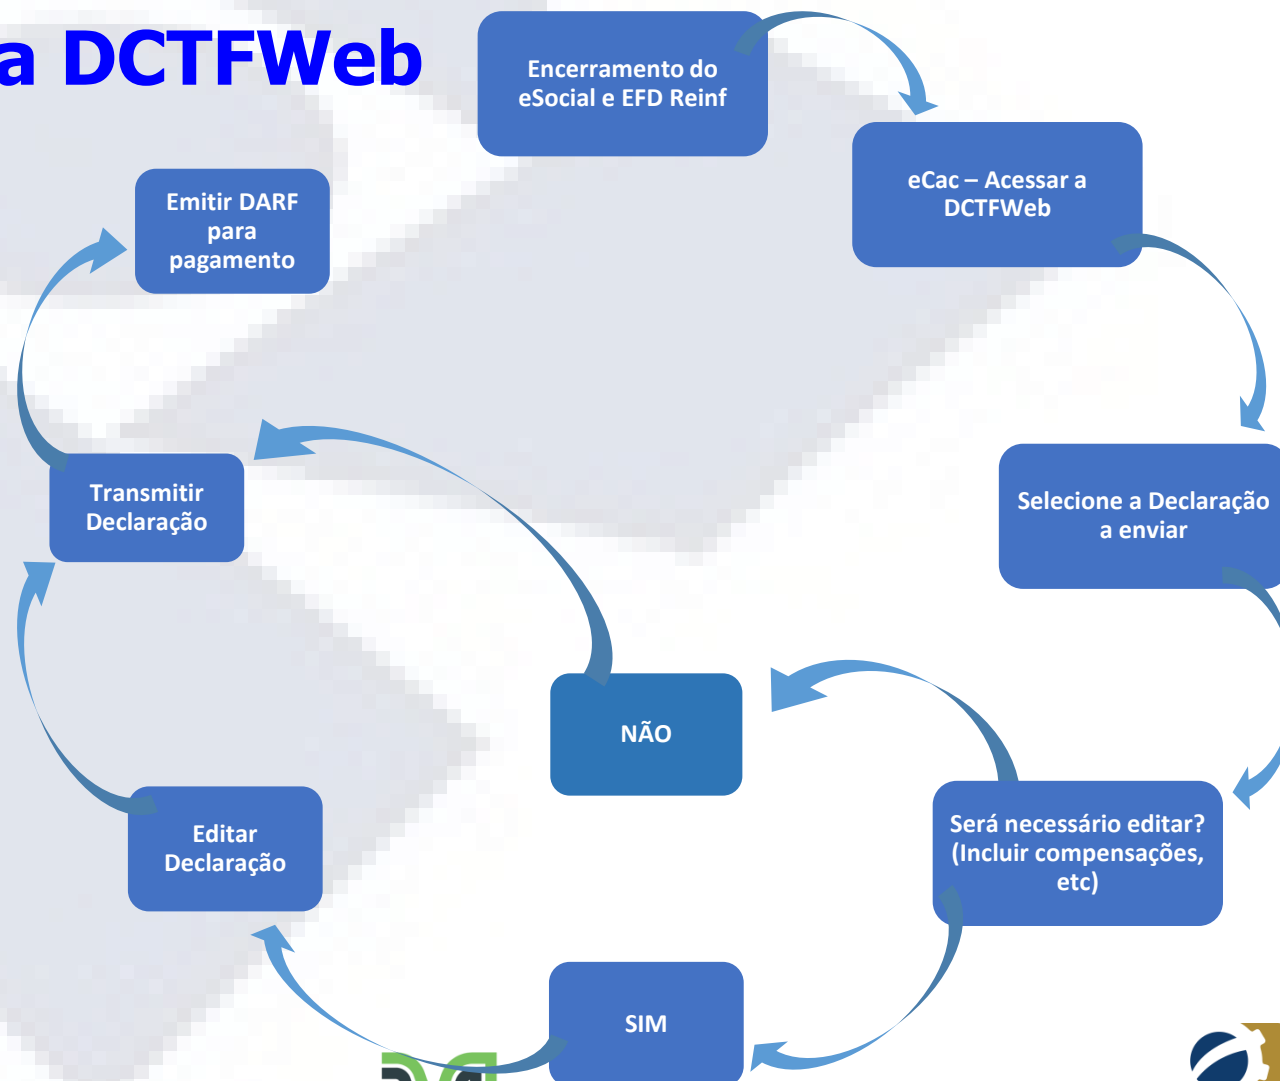 a DCTFWeb
Encerramento do
eSocial e EFD Reinf
eCac – Acessar a
DCTFWeb
Emitir DARF
para
pagamento
Selecione a Declaração
a enviar
Transmitir
Declaração
NÃO
Será necessário editar?
(Incluir compensações,
etc)
Editar
Declaração
SIM